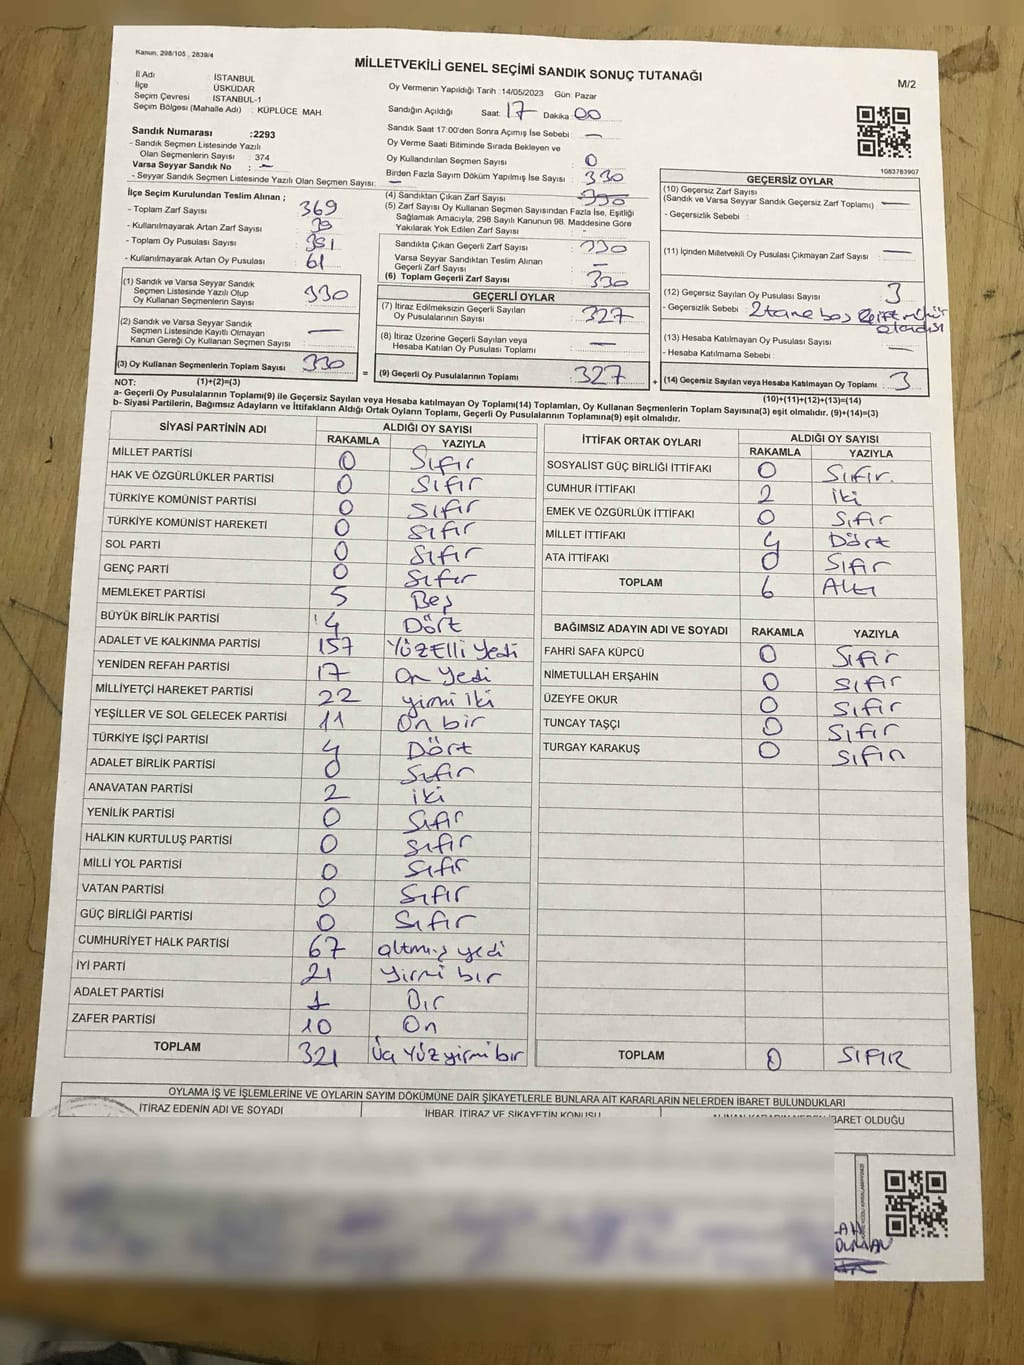 Kanun: 298/105 , 2839/4
MİLLETVEKİLİ GENEL SEÇİMİ SANDIK SONUÇ TUTANAĞI
M/2
İl Adı : İSTANBUL
İlçe ÜSKÜDAR
Seçim Çevresi İSTANBUL-1
Seçim Bölgesi (Mahalle Adı) : KÜPLÜCE MAH.
Sandık Numarası :2293
- Sandık Seçmen Listesinde Yazılı
Olan Seçmenlerin Sayısı : 374
Varsa Seyyar Sandık No : —
- Seyyar Sandık Seçmen Listesinde Yazılı Olan Seçmen Sayısı: —
Oy Vermenin Yapıldığı Tarih :14/05/2023 Gün: Pazar
Sandığın Açıldığı Saat: 17 Dakika: 00
Sandık Saat 17:00'den Sonra Açımış İse Sebebi : —
Oy Verme Saati Bitiminde Sırada Bekleyen ve
Oy Kullandırılan Seçmen Sayısı : 0
Birden Fazla Sayım Döküm Yapılmış İse Sayısı : 330
1083783907
İlçe Seçim Kurulundan Teslim Alınan ;
- Toplam Zarf Sayısı 369
- Kullanılmayarak Artan Zarf Sayısı : 39
- Toplam Oy Pusulası Sayısı : 391
- Kullanılmayarak Artan Oy Pusulası : 61
(1) Sandık ve Varsa Seyyar Sandık
Seçmen Listesinde Yazılı Olup
Oy Kullanan Seçmenlerin Sayısı : 330
(2) Sandık ve Varsa Seyyar Sandık
Seçmen Listesinde Kayıtlı Olmayan
Kanun Gereği Oy Kullanan Seçmen Sayısı : —
(3) Oy Kullanan Seçmenlerin Toplam Sayısı : 330
(4) Sandıktan Çıkan Zarf Sayısı : 330
(5) Zarf Sayısı Oy Kullanan Seçmen Sayısından Fazla İse, Eşitliği
Sağlamak Amacıyla; 298 Sayılı Kanunun 98. Maddesine Göre
Yakılarak Yok Edilen Zarf Sayısı : -
Sandıkta Çıkan Geçerli Zarf Sayısı : 330
Varsa Seyyar Sandıktan Teslim Alınan
Geçerli Zarf Sayısı : —
(6) Toplam Geçerli Zarf Sayısı : 330
GEÇERLİ OYLAR
(7) İtiraz Edilmeksizin Geçerli Sayılan
Oy Pusulalarının Sayısı : 327
(8) İtiraz Üzerine Geçerli Sayılan veya
Hesaba Katılan Oy Pusulası Toplamı : —
= (9) Geçerli Oy Pusulalarının Toplamı : 327
GEÇERSİZ OYLAR
(10) Geçersiz Zarf Sayısı
(Sandık ve Varsa Seyyar Sandık Geçersiz Zarf Toplamı) : —
- Geçersizlik Sebebi :
(11) İçinden Milletvekili Oy Pusulası Çıkmayan Zarf Sayısı : —
(12) Geçersiz Sayılan Oy Pusulası Sayısı : 3
- Geçersizlik Sebebi : 2 tane boş çift mühür
(13) Hesaba Katılmayan Oy Pusulası Sayısı
- Hesaba Katılmama Sebebi : —
+ (14) Geçersiz Sayılan veya Hesaba Katılmayan Oy Toplamı : 3
NOT: (1)+(2)=(3)
(10)+(11)+(12)+(13)=(14)
a- Geçerli Oy Pusulalarının Toplamı(9) ile Geçersiz Sayılan veya Hesaba katılmayan Oy Toplamı(14) Toplamları, Oy Kullanan Seçmenlerin Toplam Sayısına(3) eşit olmalıdır. (9)+(14)=(3)
b- Siyasi Partilerin, Bağımsız Adayların ve İttifakların Aldığı Ortak Oyların Toplamı, Geçerli Oy Pusulalarının Toplamına(9) eşit olmalıdır.
SİYASİ PARTİNİN ADI ALDIĞI OY SAYISI
RAKAMLA YAZIYLA
MİLLET PARTİSİ 0 Sıfır
HAK VE ÖZGÜRLÜKLER PARTİSİ 0 Sıfır
TÜRKİYE KOMÜNİST PARTİSİ 0 Sıfır
TÜRKİYE KOMÜNİST HAREKETİ 0 Sıfır
SOL PARTİ 0 Sıfır
GENÇ PARTİ 0 Sıfır
MEMLEKET PARTİSİ 5 Beş
BÜYÜK BİRLİK PARTİSİ 4 Dört
ADALET VE KALKINMA PARTİSİ 157 YÜZElli Yedi
YENİDEN REFAH PARTİSİ 17 On Yedi
MİLLİYETÇİ HAREKET PARTİSİ 22 yirmi iki
YEŞİLLER VE SOL GELECEK PARTİSİ 11 On bir
TÜRKİYE İŞÇİ PARTİSİ 4 Dört
ADALET BİRLİK PARTİSİ 0 Sıfır
ANAVATAN PARTİSİ 2 iki
YENİLİK PARTİSİ 0 Sıfır
HALKIN KURTULUŞ PARTİSİ 0 Sıfır
MİLLİ YOL PARTİSİ 0 Sıfır
VATAN PARTİSİ 0 Sıfır
GÜÇ BİRLİĞİ PARTİSİ 0 Sıfır
CUMHURİYET HALK PARTİSİ 67 altmış yedi
İYİ PARTİ 21 yirmi bir
ADALET PARTİSİ 1 Bir
ZAFER PARTİSİ 10 On
TOPLAM 321 Üç Yüz yirmi bir
İTTİFAK ORTAK OYLARI ALDIĞI OY SAYISI
RAKAMLA YAZIYLA
SOSYALİST GÜÇ BİRLİĞİ İTTİFAKI 0 Sıfır
CUMHUR İTTİFAKI 2 iki
EMEK VE ÖZGÜRLÜK İTTİFAKI 0 Sıfır
MİLLET İTTİFAKI 4 Dört
ATA İTTİFAKI 0 Sıfır
TOPLAM 6 Altı
BAĞIMSIZ ADAYIN ADI VE SOYADI RAKAMLA YAZIYLA
FAHRİ SAFA KÜPCÜ 0 Sıfır
NİMETULLAH ERŞAHİN 0 Sıfır
ÜZEYFE OKUR 0 Sıfır
TUNCAY TAŞÇI 0 Sıfır
TURGAY KARAKUŞ 0 Sıfır
TOPLAM 0 SIFIR
OYLAMA İŞ VE İŞLEMLERİNE VE OYLARIN SAYIM DÖKÜMÜNE DAİR ŞİKAYETLERLE BUNLARA AİT KARARLARIN NELERDEN İBARET BULUNDUKLARI
İTİRAZ EDENİN ADI VE SOYADI İHBAR, İTİRAZ VE ŞİKAYETİN KONUSU ALINAN KARARIN NEDEN İBARET OLDUĞU